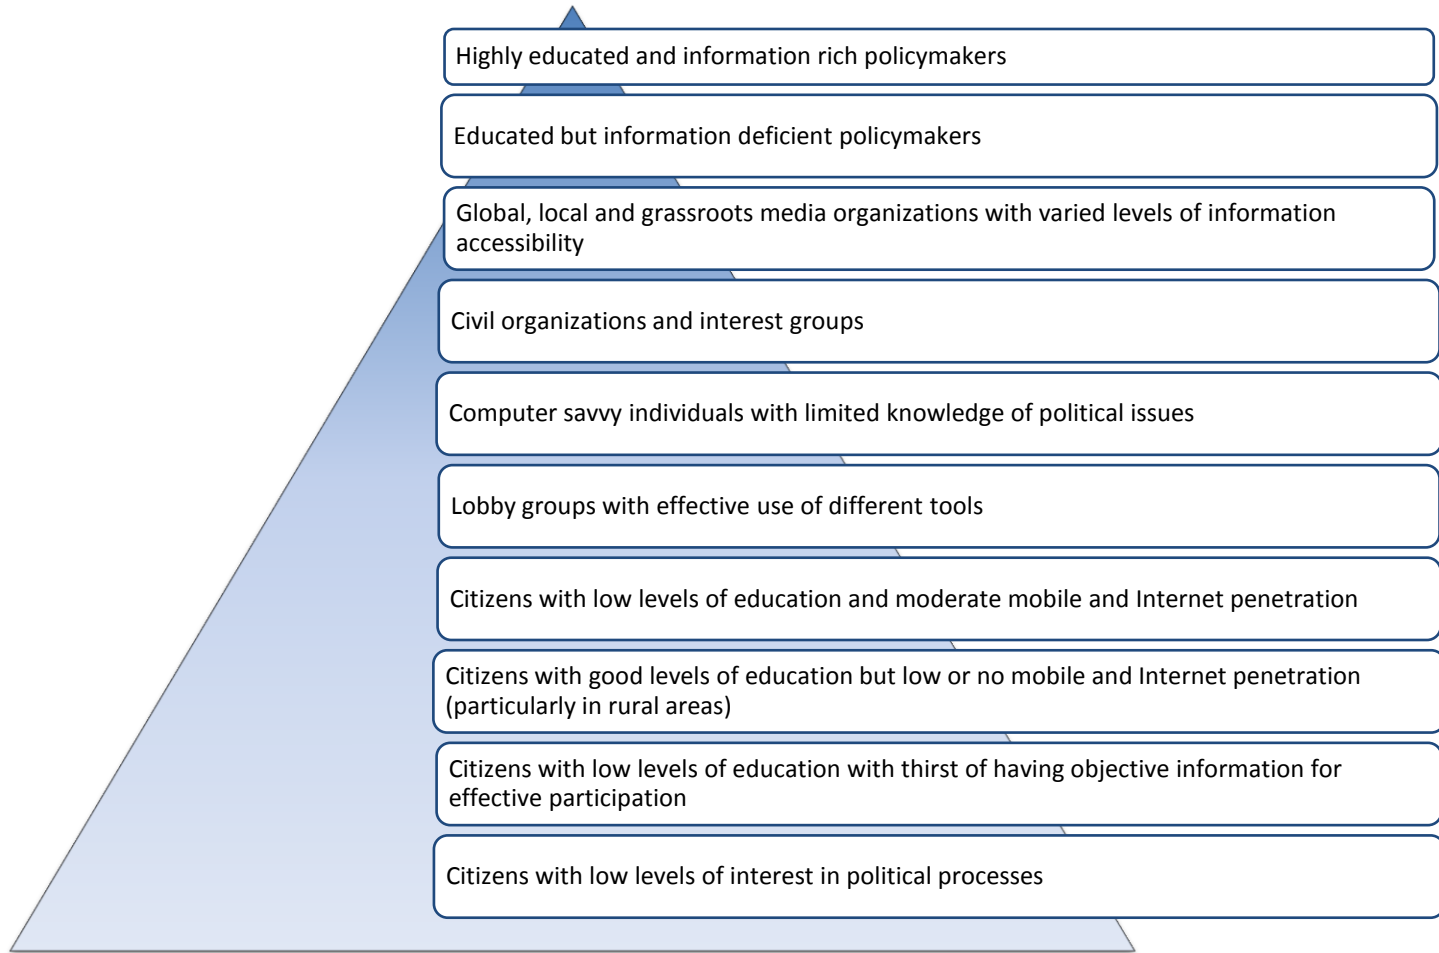 Highly educated and information rich policymakers
Educated but information deficient policymakers
Global, local and grassroots media organizations with varied levels of information
accessibility
Civil organizations and interest groups
Computer savvy individuals with limited knowledge of political issues
Lobby groups with effective use of different tools
Citizens with low levels of education and moderate mobile and Internet penetration
Citizens with good levels of education but low or no mobile and Internet penetration
(particularly in rural areas)
Citizens with low levels of education with thirst of having objective information for
effective participation
Citizens with low levels of interest in political processes